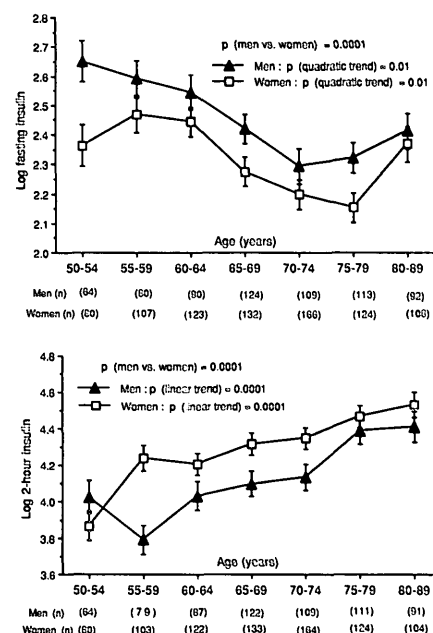 2.8
p (men vs. women) = 0.0001
2.7
Men : p (quadratic trend) = 0.01
Women : p (quadratic trend) = 0.01
2.6
2.5
Log fasting insulin
2.4
2.3
2.2
2.1
Age (years)
2.0
50-54 55-59 60-64 65-69 70-74 75-79 80-89
Men (n) (64) (80) (90) (124) (109) (113) (92)
Women (n) (60) (107) (123) (132) (166) (124) (106)
4.8
p (men vs. women) = 0.0001
Men : p (linear trend) = 0.0001
4.6
Women : p (linear trend) = 0.0001
4.4
Log 2-hour insulin
4.2
4.0
3.8
Age (years)
3.6
50-54 55-59 60-64 65-69 70-74 75-79 80-89
Men (n) (64) (79) (87) (122) (109) (111) (91)
Women (n) (60) (103) (122) (133) (164) (124) (104)